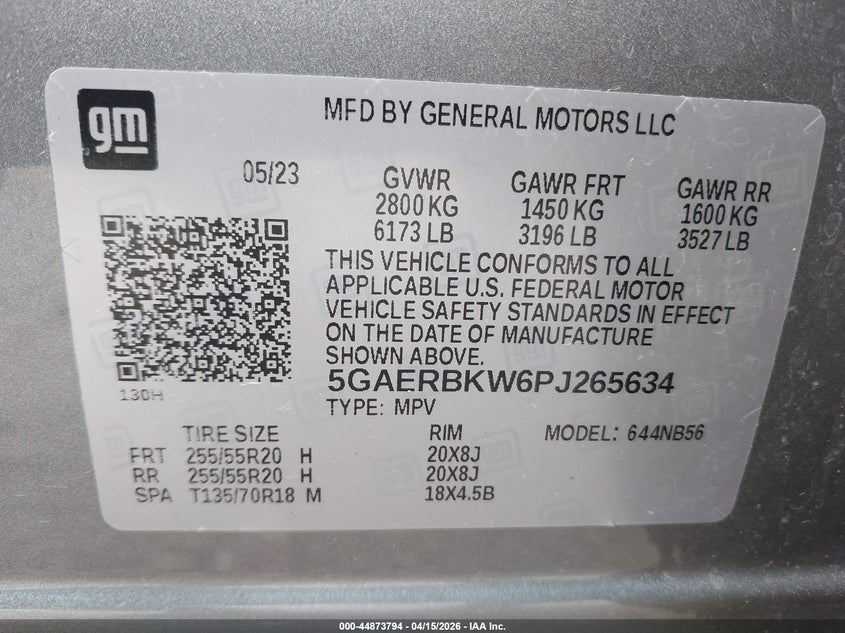 gm
MFD BY GENERAL MOTORS LLC
05/23
GVWR GAWR FRT GAWR RR
2800 KG 1450 KG 1600 KG
6173 LB 3196 LB 3527 LB
THIS VEHICLE CONFORMS TO ALL
APPLICABLE U.S. FEDERAL MOTOR
VEHICLE SAFETY STANDARDS IN EFFECT
ON THE DATE OF MANUFACTURE
SHOWN ABOVE.
5GAERBKW6PJ265634
TYPE: MPV
130H
TIRE SIZE RIM MODEL: 644NB56
FRT 255/55R20 H 20X8J
RR 255/55R20 H 20X8J
SPA T135/70R18 M 18X4.5B
000-44873794 - 04/15/2026 - IAA Inc.